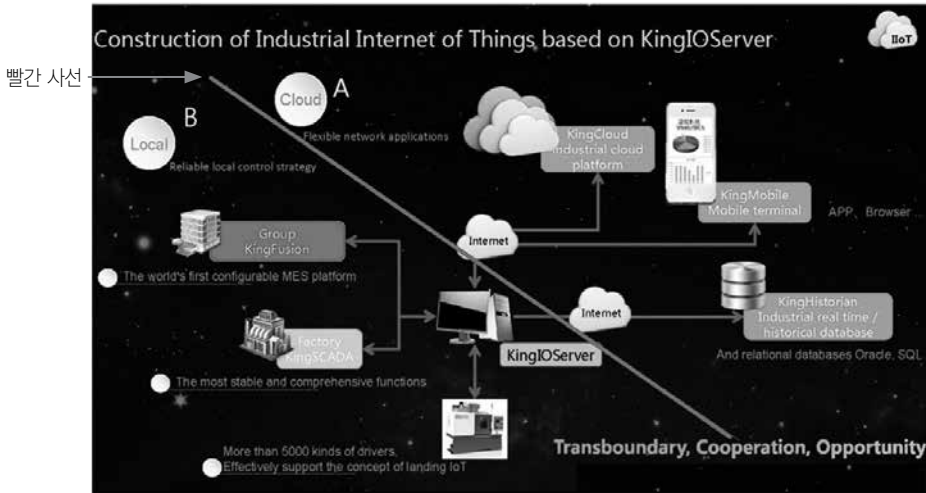 Construction of Industrial Internet of Things based on KingIOServer
IIoT
빨간 사선
Cloud
A
Flexible network applications
B
Local
Reliable local control strategy
KingCloud
Industrial cloud
platform
KingMobile
Mobile terminal
APP、Browser...
Internet
Group
KingFusion
The world's first configurable MES platform
Internet
KingHistorian
Industrial real time /
historical database
And relational databases Oracle, SQL
KingIOServer
Factory
KingSCADA
The most stable and comprehensive functions
More than 5000 kinds of drivers,
Effectively support the concept of landing IoT
Transboundary, Cooperation, Opportunity